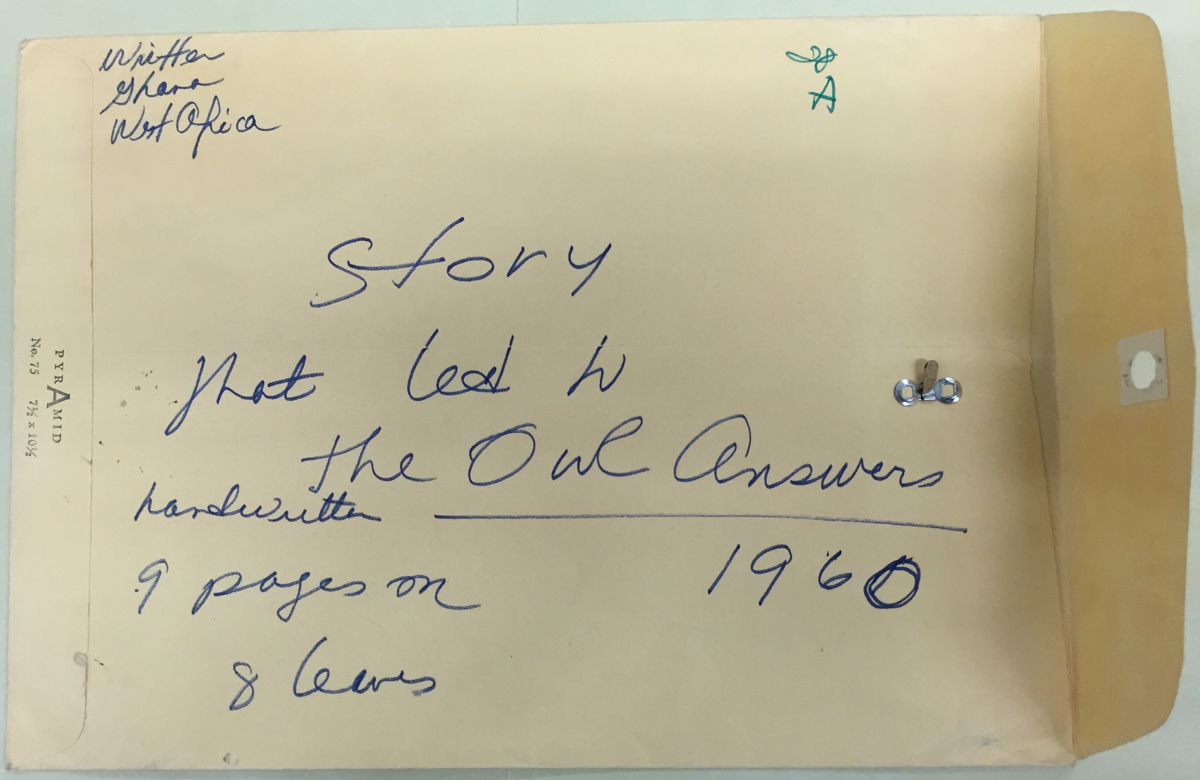 Written
Ghana
West Africa
28
A
Story
that led to
the Owl Answers
handwritten
1960
9 pages on
8 leaves
PYRAMID
No. 75 7½ x 10½